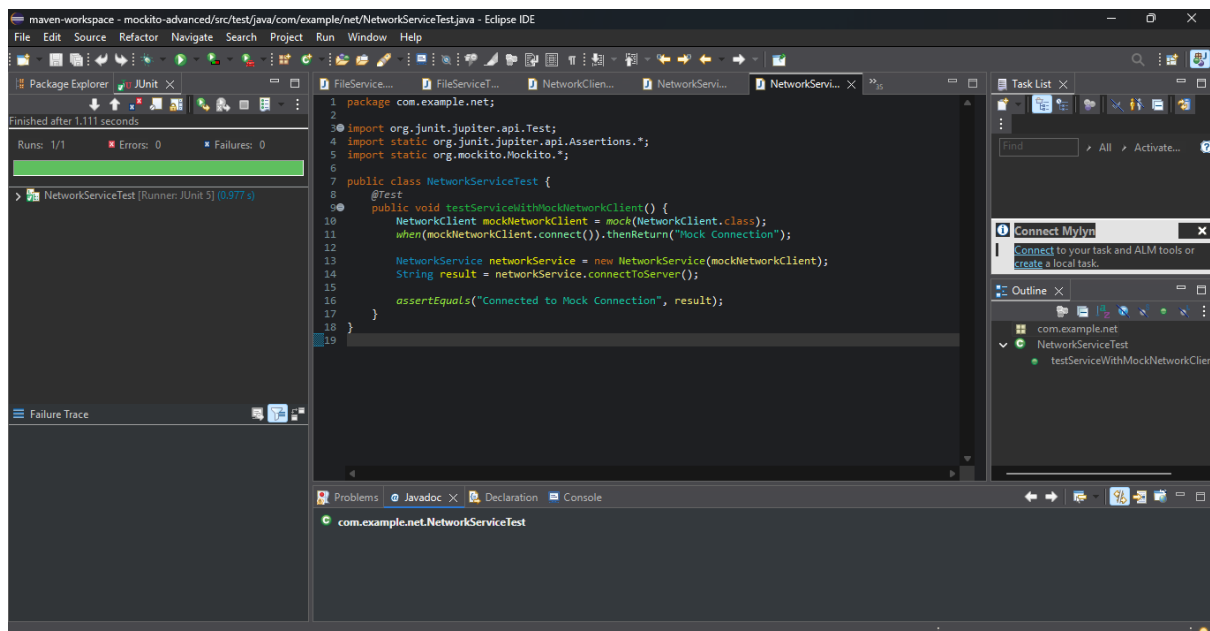 maven-workspace - mockito-advanced/src/test/java/com/example/net/NetworkServiceTest.java - Eclipse IDE
File Edit Source Refactor Navigate Search Project Run Window Help
Package Explorer JUnit
Finished after 1.111 seconds
Runs: 1/1 Errors: 0 Failures: 0
NetworkServiceTest [Runner: JUnit 5] (0.977 s)
Failure Trace
FileService.... FileServiceT... NetworkClien... NetworkServi... NetworkServi... 35
1 package com.example.net;
2
3 import org.junit.jupiter.api.Test;
4 import static org.junit.jupiter.api.Assertions.*;
5 import static org.mockito.Mockito.*;
6
7 public class NetworkServiceTest {
8 @Test
9 public void testServiceWithMockNetworkClient() {
10 NetworkClient mockNetworkClient = mock(NetworkClient.class);
11 when(mockNetworkClient.connect()).thenReturn("Mock Connection");
12
13 NetworkService networkService = new NetworkService(mockNetworkClient);
14 String result = networkService.connectToServer();
15
16 assertEquals("Connected to Mock Connection", result);
17 }
18 }
19
Task List
Find All Activate...
Connect Mylyn
Connect to your task and ALM tools or
create a local task.
Outline
com.example.net
NetworkServiceTest
testServiceWithMockNetworkClier
Problems Javadoc Declaration Console
com.example.net.NetworkServiceTest